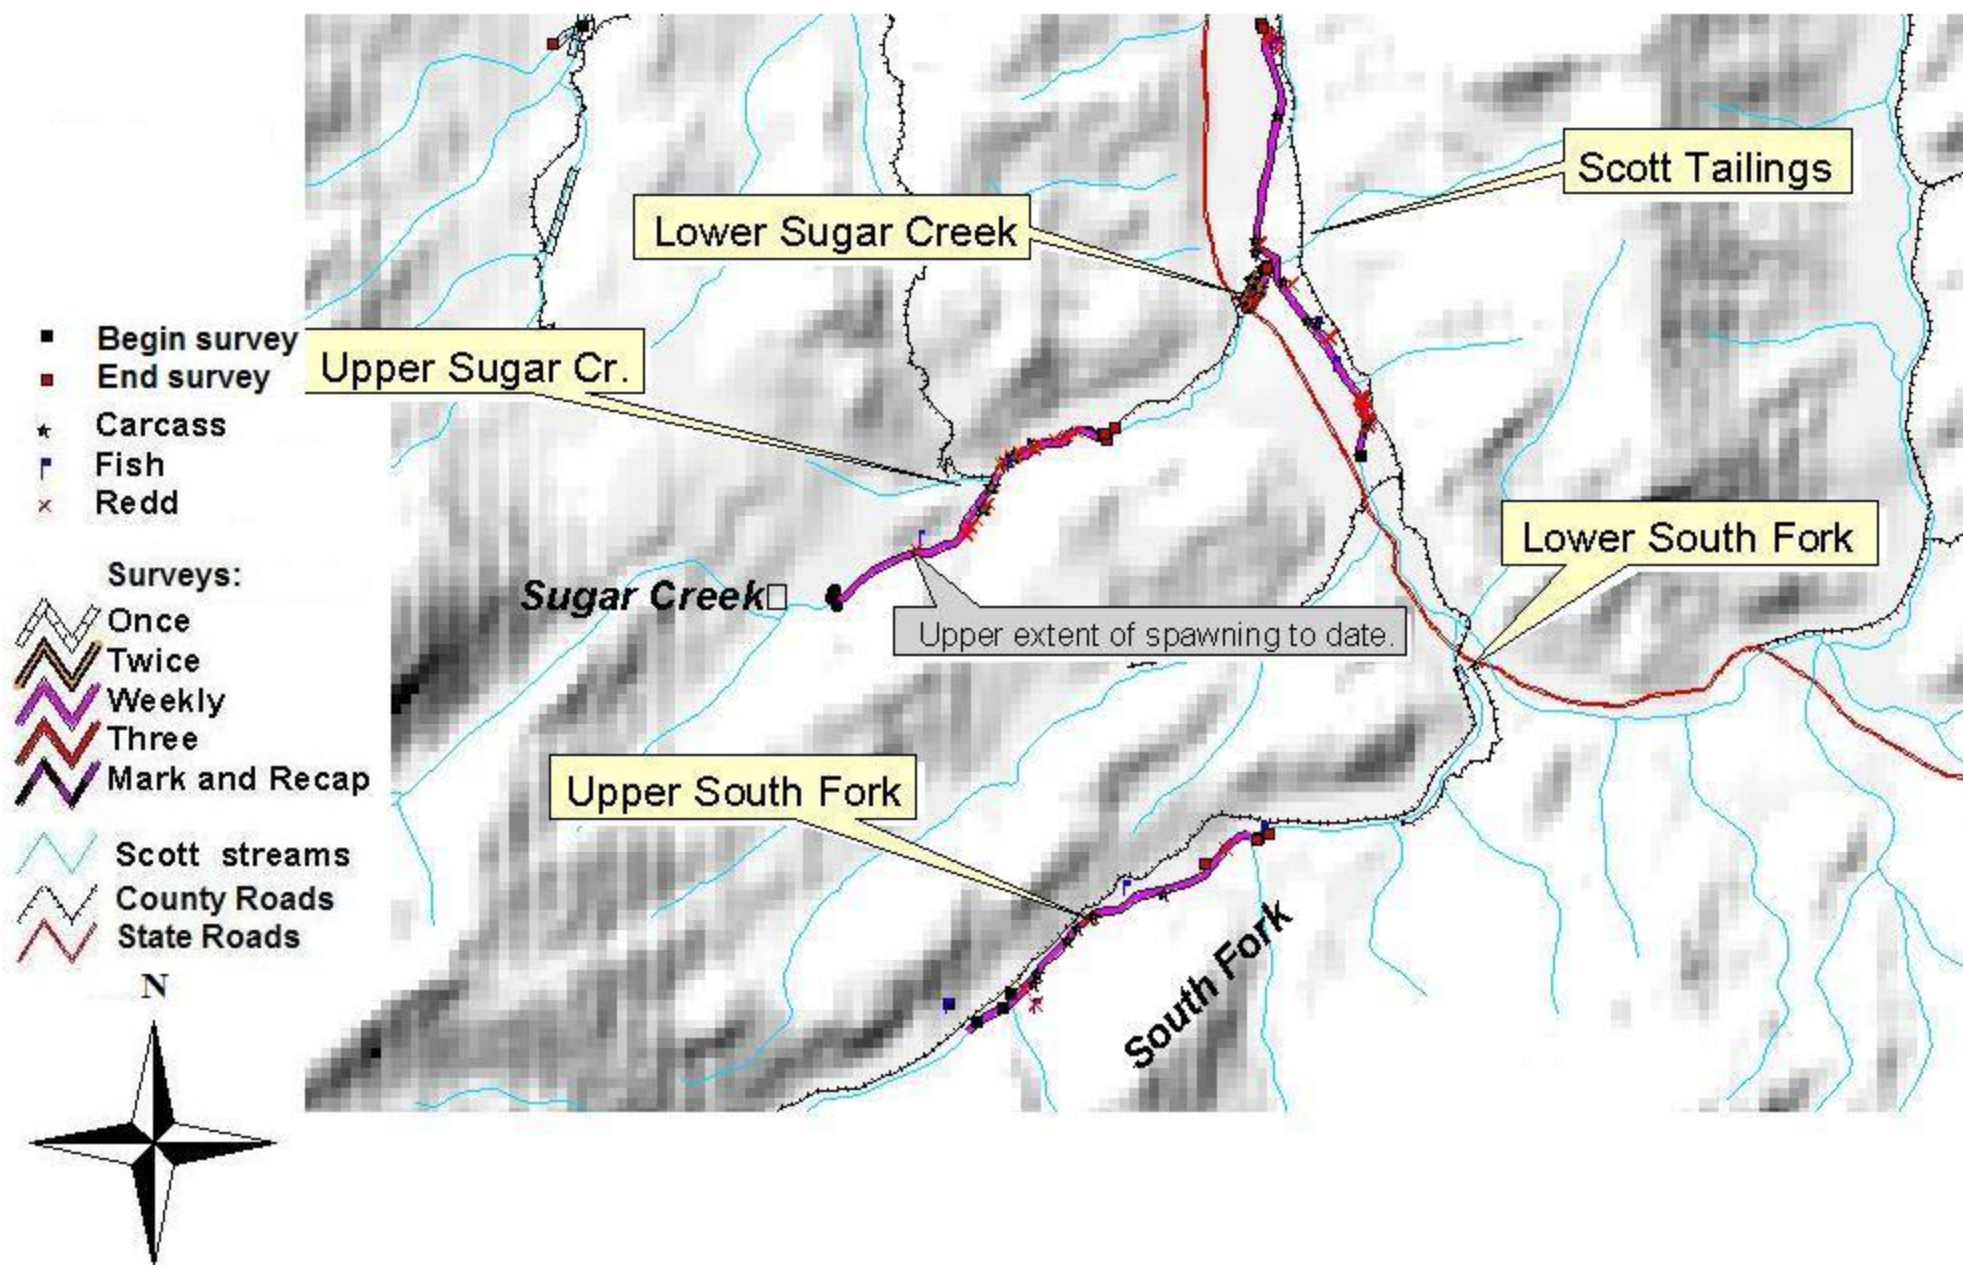 Scott Tailings
Lower Sugar Creek
Begin survey
Upper Sugar Cr.
End survey
Carcass
Fish
Redd
Lower South Fork
Surveys:
Sugar Creek
Once
Upper extent of spawning to date.
Twice
Weekly
Three
Mark and Recap
Upper South Fork
Scott streams
County Roads
State Roads
South Fork
N